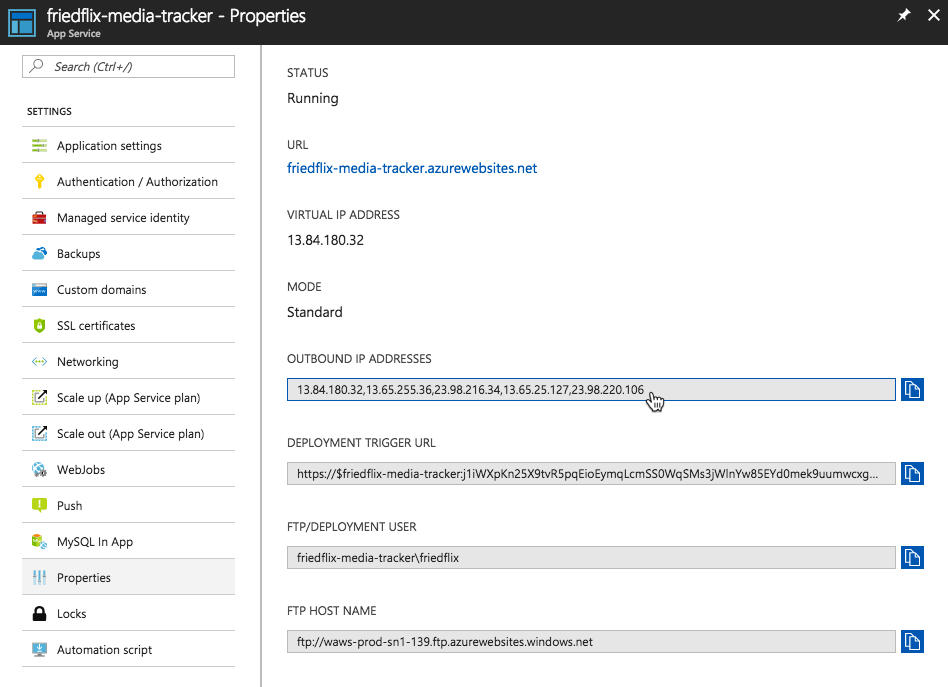 friedflix-media-tracker - Properties
App Service
Search (Ctrl+/)
SETTINGS
Application settings
Authentication / Authorization
Managed service identity
Backups
Custom domains
SSL certificates
Networking
Scale up (App Service plan)
Scale out (App Service plan)
WebJobs
Push
MySQL In App
Properties
Locks
Automation script
STATUS
Running
URL
friedflix-media-tracker.azurewebsites.net
VIRTUAL IP ADDRESS
13.84.180.32
MODE
Standard
OUTBOUND IP ADDRESSES
13.84.180.32,13.65.255.36,23.98.216.34,13.65.25.127,23.98.220.106
DEPLOYMENT TRIGGER URL
https://$friedflix-media-tracker:j1iWXpKn25X9tvR5pqEioEymqLcmSS0WqSMs3jWlnYw85EYd0mek9uumwcxg...
FTP/DEPLOYMENT USER
friedflix-media-tracker\friedflix
FTP HOST NAME
ftp://waws-prod-sn1-139.ftp.azurewebsites.windows.net